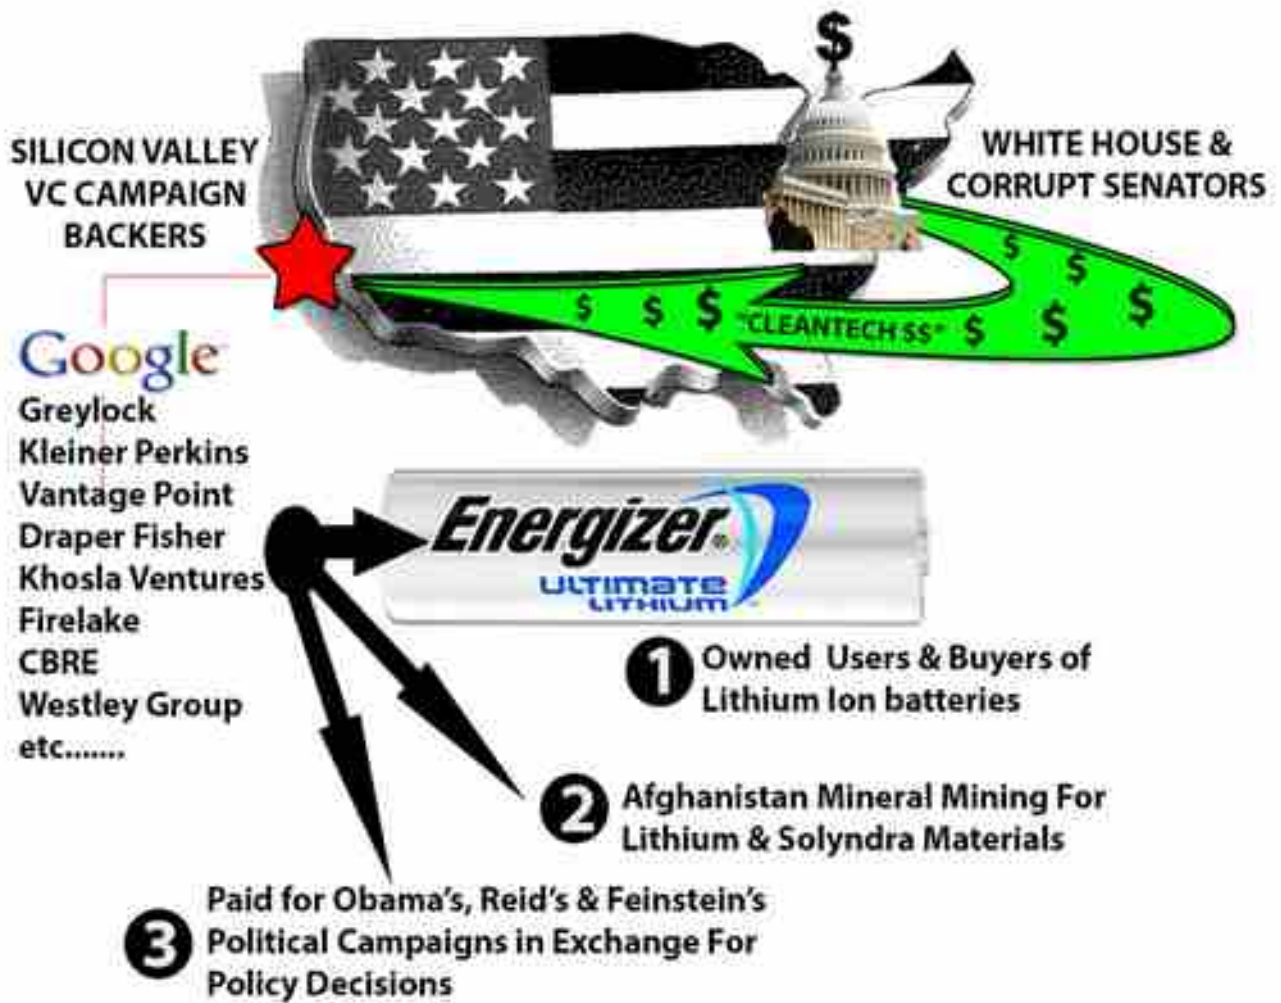 $
SILICON VALLEY
VC CAMPAIGN
BACKERS
WHITE HOUSE &
CORRUPT SENATORS
$ $ $ "CLEANTECH $$" $ $ $ $ $
Google
Greylock
Kleiner Perkins
Vantage Point
Draper Fisher
Khosla Ventures
Firelake
CBRE
Westley Group
etc.......
Energizer®
ULTIMATE
LITHIUM™
1 Owned Users & Buyers of
Lithium Ion batteries
2 Afghanistan Mineral Mining For
Lithium & Solyndra Materials
3 Paid for Obama's, Reid's & Feinstein's
Political Campaigns in Exchange For
Policy Decisions